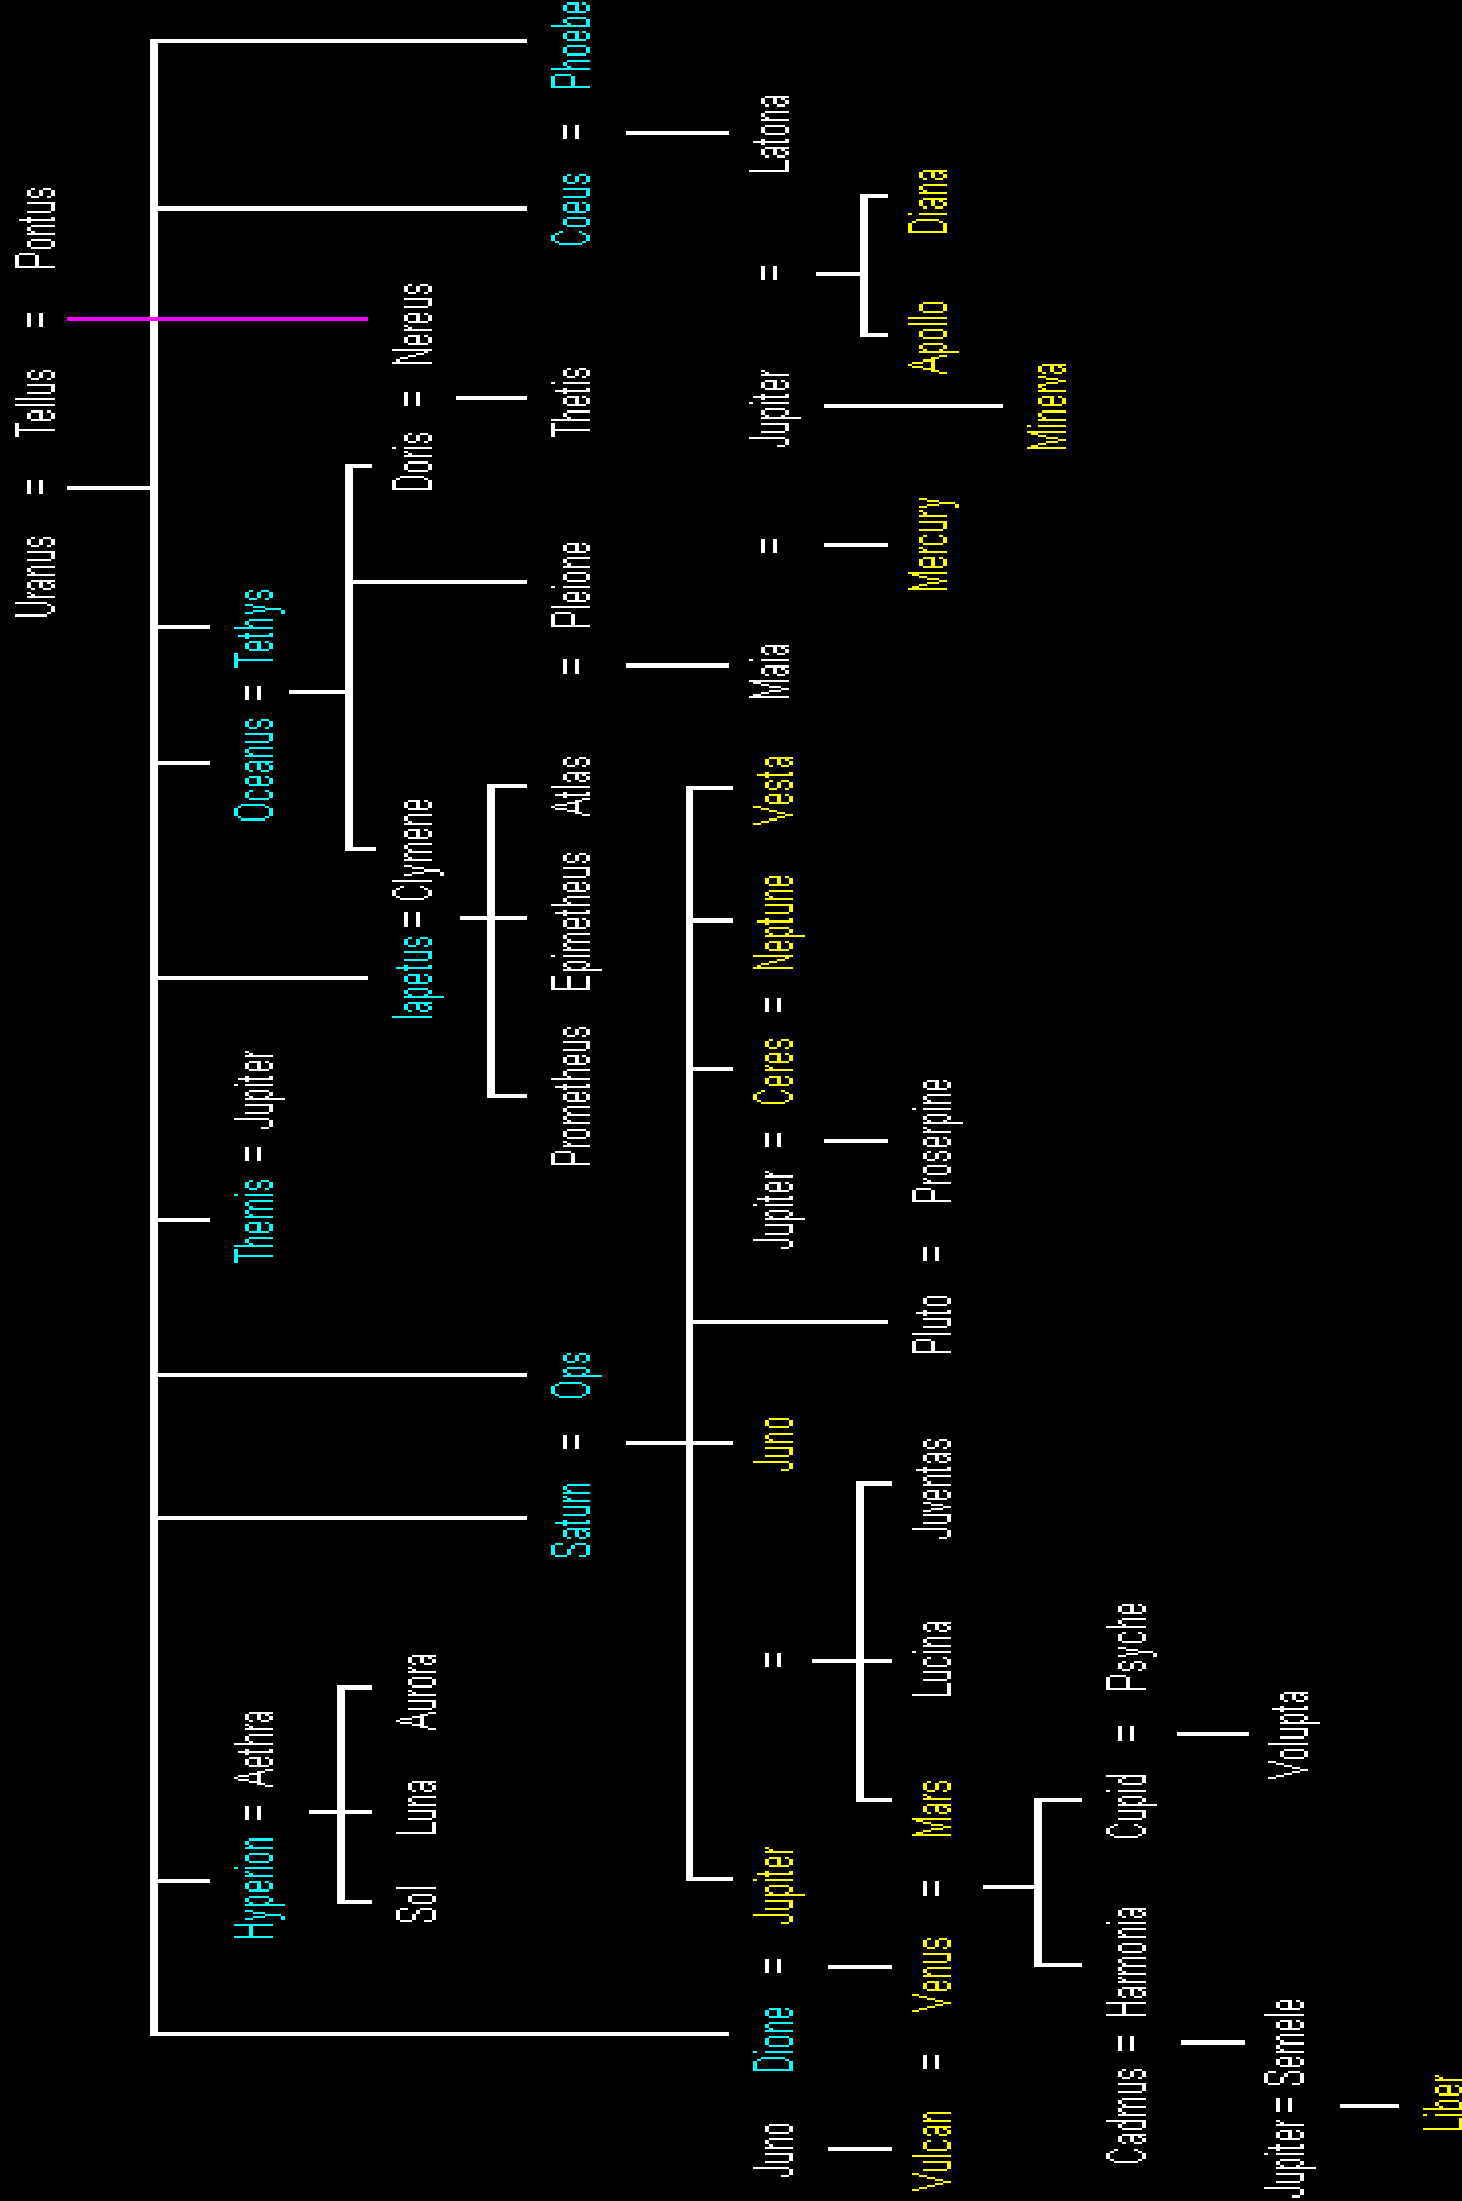 Uranus = Tellus = Pontus
Hyperion = Aethra Themis = Jupiter Oceanus = Tethys
Sol Luna Aurora Iapetus = Clymene Doris = Nereus
Saturn = Ops Prometheus Epimetheus Atlas = Pleione Thetis Coeus = Phoebe
Juno Dione = Jupiter = Juno Jupiter = Ceres = Neptune Vesta Maia = Jupiter = Latona
Vulcan = Venus = Mars Lucina Juventas Pluto = Proserpine Mercury Apollo Diana
Minerva
Cadmus = Harmonia Cupid = Psyche
Jupiter = Semele Volupta
Liber